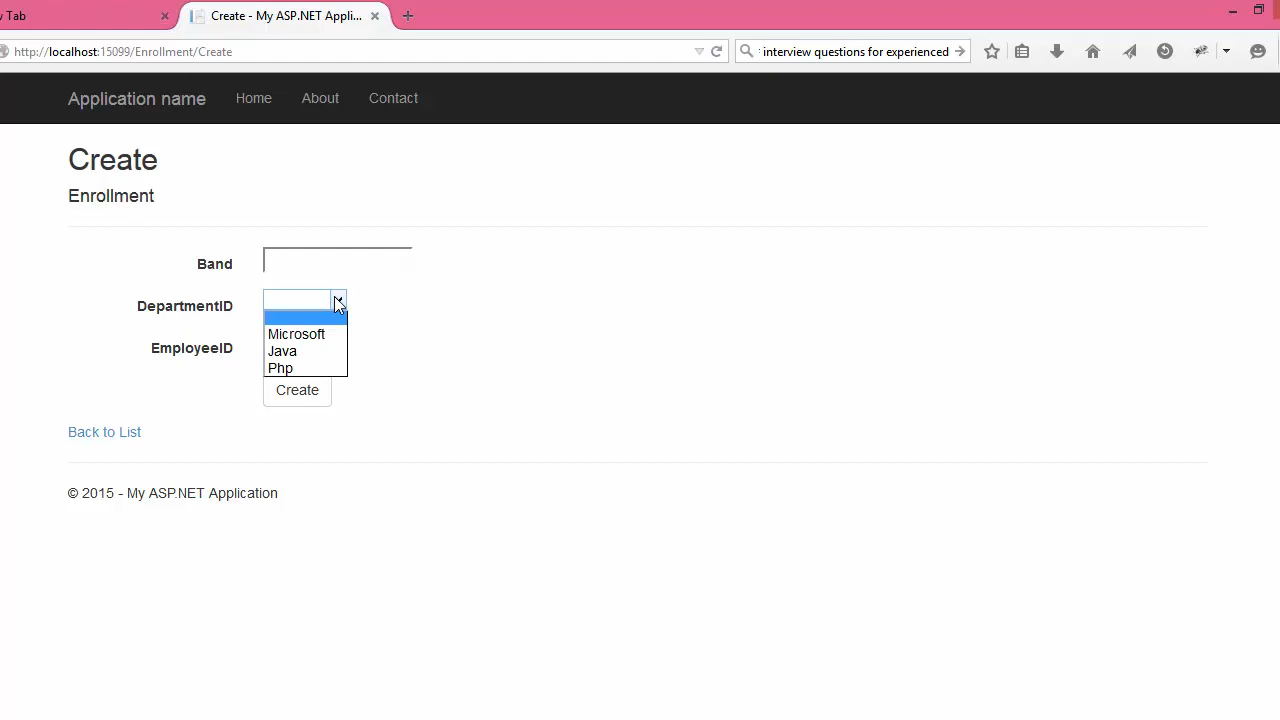 v Tab
Create - My ASP.NET Appli...
http://localhost:15099/Enrollment/Create
interview questions for experienced
Application name Home About Contact
Create
Enrollment
Band
DepartmentID
Microsoft
EmployeeID
Java
Php
Create
Back to List
© 2015 - My ASP.NET Application